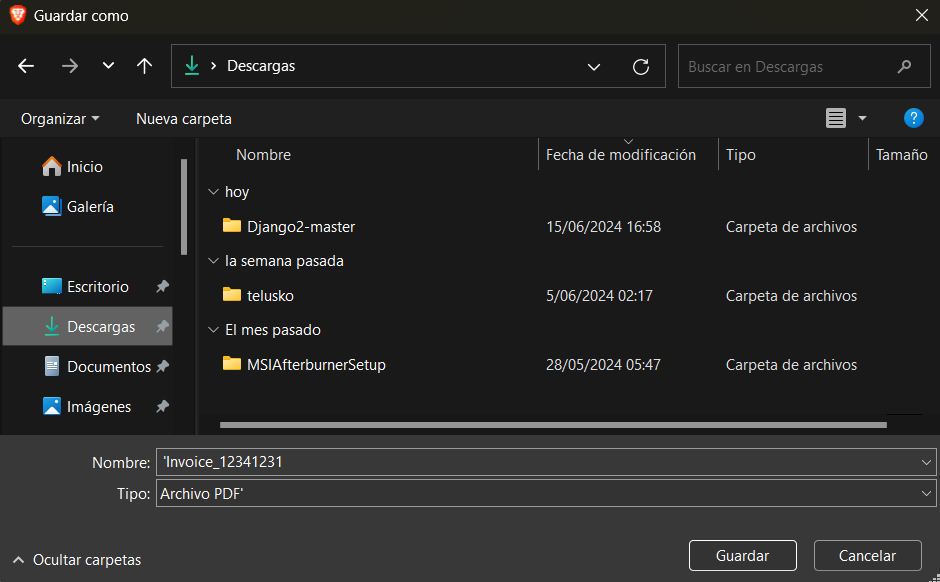 Guardar como
Descargas
Buscar en Descargas
Organizar
Nueva carpeta
?
Inicio
Galería
Escritorio
Descargas
Documentos
Imágenes
Nombre Fecha de modificación Tipo Tamaño
hoy
Django2-master 15/06/2024 16:58 Carpeta de archivos
la semana pasada
telusko 5/06/2024 02:17 Carpeta de archivos
El mes pasado
MSIAfterburnerSetup 28/05/2024 05:47 Carpeta de archivos
Nombre: 'Invoice_12341231
Tipo: Archivo PDF'
Ocultar carpetas
Guardar
Cancelar